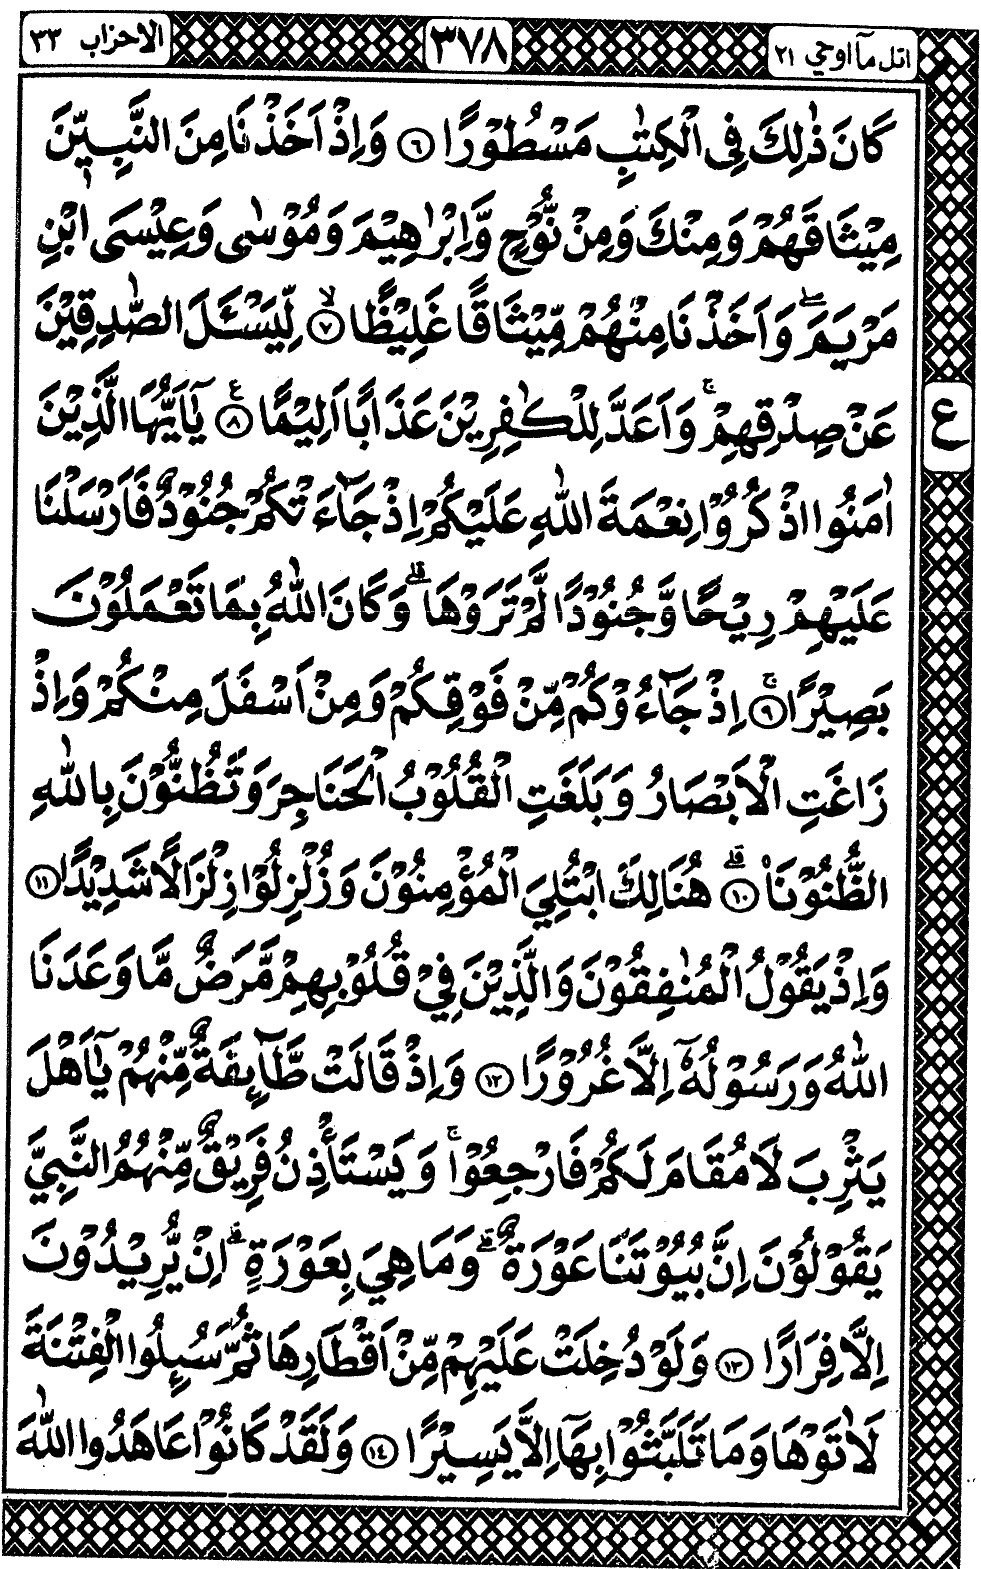 اتل مآ اوحي ٢١
٣٧٨
الاحزاب ٣٣
كَانَ ذٰلِكَ فِى الْكِتٰبِ مَسْطُوْرًا ۝٦ وَاِذْ اَخَذْنَا مِنَ النَّبِيّٖنَ
مِيْثَاقَهُمْ وَمِنْكَ وَمِنْ نُّوْحٍ وَّاِبْرٰهِيْمَ وَمُوْسٰى وَعِيْسَى ابْنِ
مَرْيَمَ ۖ وَاَخَذْنَا مِنْهُمْ مِّيْثَاقًا غَلِيْظًا ۙ۝٧ لِّيَسْـَٔلَ الصّٰدِقِيْنَ
عَنْ صِدْقِهِمْ ۚ وَاَعَدَّ لِلْكٰفِرِيْنَ عَذَابًا اَلِيْمًا ۝٨ ع يٰٓاَيُّهَا الَّذِيْنَ
ع
اٰمَنُوا اذْكُرُوْا نِعْمَةَ اللّٰهِ عَلَيْكُمْ اِذْ جَآءَتْكُمْ جُنُوْدٌ فَاَرْسَلْنَا
عَلَيْهِمْ رِيْحًا وَّجُنُوْدًا لَّمْ تَرَوْهَا ۗ وَكَانَ اللّٰهُ بِمَا تَعْمَلُوْنَ
بَصِيْرًا ۚ۝٩ اِذْ جَآءُوْكُمْ مِّنْ فَوْقِكُمْ وَمِنْ اَسْفَلَ مِنْكُمْ وَاِذْ
زَاغَتِ الْاَبْصَارُ وَبَلَغَتِ الْقُلُوْبُ الْحَنَاجِرَ وَتَظُنُّوْنَ بِاللّٰهِ
الظُّنُوْنَا۠ ۗ۝١٠ هُنَالِكَ ابْتُلِيَ الْمُؤْمِنُوْنَ وَزُلْزِلُوْا زِلْزَالًا شَدِيْدًا ۝١١
وَاِذْ يَقُوْلُ الْمُنٰفِقُوْنَ وَالَّذِيْنَ فِيْ قُلُوْبِهِمْ مَّرَضٌ مَّا وَعَدَنَا
اللّٰهُ وَرَسُوْلُهٗٓ اِلَّا غُرُوْرًا ۝١٢ وَاِذْ قَالَتْ طَّآئِفَةٌ مِّنْهُمْ يٰٓاَهْلَ
يَثْرِبَ لَا مُقَامَ لَكُمْ فَارْجِعُوْا ۚ وَيَسْتَاْذِنُ فَرِيْقٌ مِّنْهُمُ النَّبِيَّ
يَقُوْلُوْنَ اِنَّ بُيُوْتَنَا عَوْرَةٌ ۗ وَمَا هِيَ بِعَوْرَةٍ ۗ اِنْ يُّرِيْدُوْنَ
اِلَّا فِرَارًا ۝١٣ وَلَوْ دُخِلَتْ عَلَيْهِمْ مِّنْ اَقْطَارِهَا ثُمَّ سُئِلُوا الْفِتْنَةَ
لَاٰتَوْهَا وَمَا تَلَبَّثُوْا بِهَآ اِلَّا يَسِيْرًا ۝١٤ وَلَقَدْ كَانُوْا عَاهَدُوا اللّٰهَ